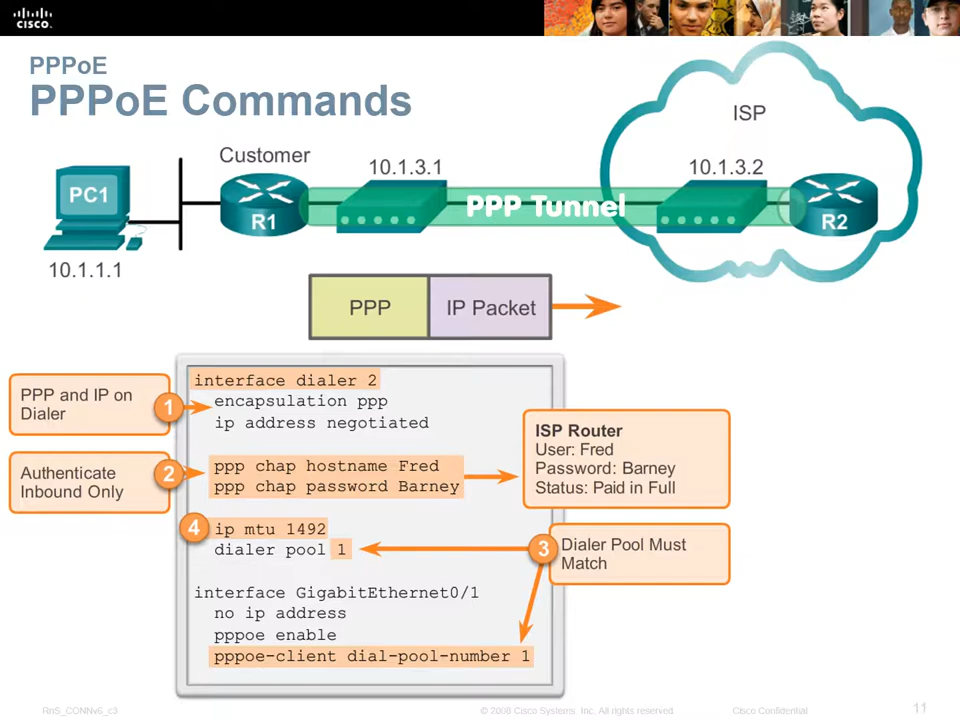 CISCO
PPPoE
PPPoE Commands
ISP
Customer
10.1.3.1
10.1.3.2
PC1
R1
PPP Tunnel
R2
10.1.1.1
PPP
IP Packet
interface dialer 2
encapsulation ppp
ip address negotiated
PPP and IP on
Dialer
1
Authenticate
Inbound Only
2
ppp chap hostname Fred
ppp chap password Barney
ISP Router
User: Fred
Password: Barney
Status: Paid in Full
4
ip mtu 1492
dialer pool 1
3
Dialer Pool Must
Match
interface GigabitEthernet0/1
no ip address
pppoe enable
pppoe-client dial-pool-number 1
RnS_CONNv6_c3
© 2008 Cisco Systems, Inc. All rights reserved.
Cisco Confidential
11